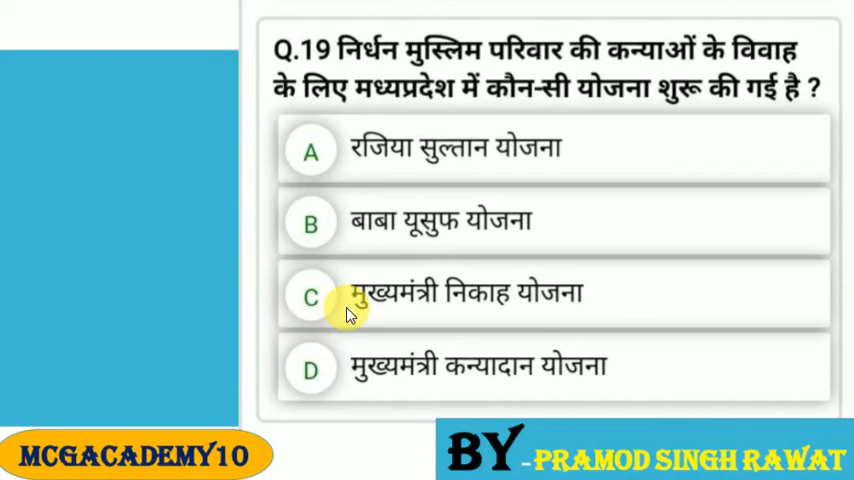 Q.19 निर्धन मुस्लिम परिवार की कन्याओं के विवाह
के लिए मध्यप्रदेश में कौन-सी योजना शुरू की गई है ?
A रजिया सुल्तान योजना
B बाबा यूसुफ योजना
C मुख्यमंत्री निकाह योजना
D मुख्यमंत्री कन्यादान योजना
MCGACADEMY10
BY - PRAMOD SINGH RAWAT